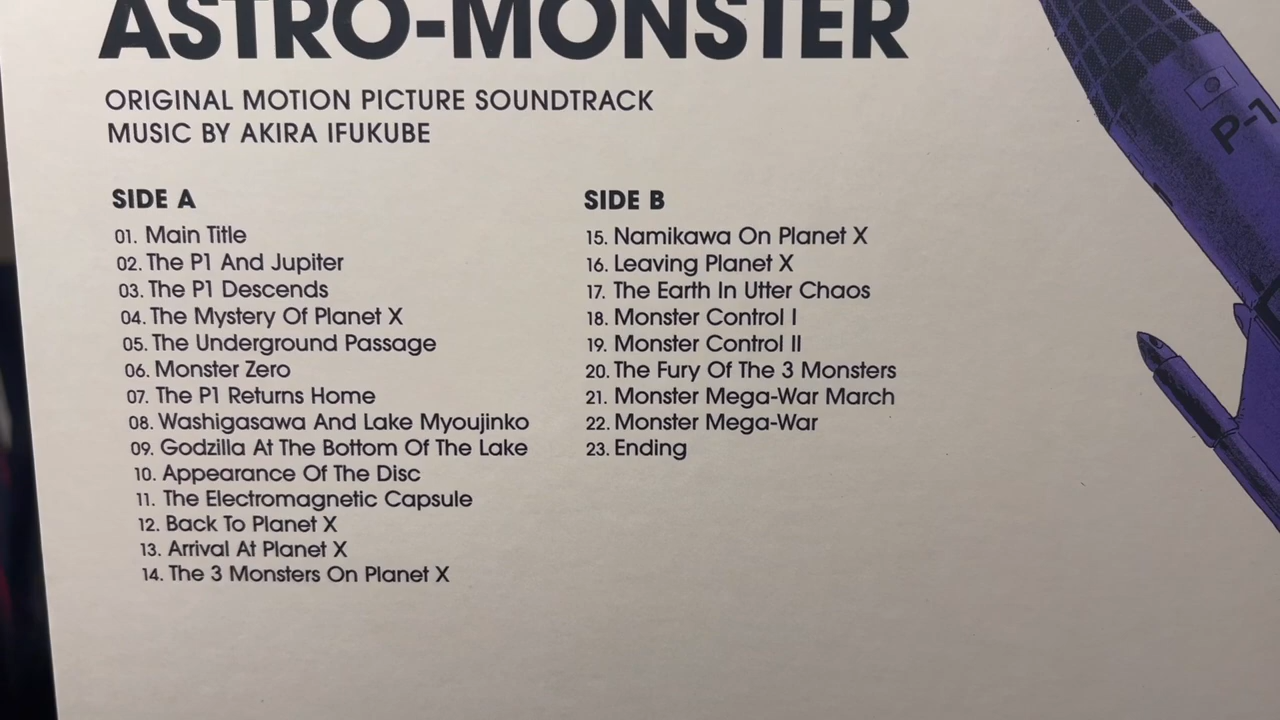 ASTRO-MONSTER
ORIGINAL MOTION PICTURE SOUNDTRACK
MUSIC BY AKIRA IFUKUBE
SIDE A
01. Main Title
02. The P1 And Jupiter
03. The P1 Descends
04. The Mystery Of Planet X
05. The Underground Passage
06. Monster Zero
07. The P1 Returns Home
08. Washigasawa And Lake Myoujinko
09. Godzilla At The Bottom Of The Lake
10. Appearance Of The Disc
11. The Electromagnetic Capsule
12. Back To Planet X
13. Arrival At Planet X
14. The 3 Monsters On Planet X
SIDE B
15. Namikawa On Planet X
16. Leaving Planet X
17. The Earth In Utter Chaos
18. Monster Control I
19. Monster Control II
20. The Fury Of The 3 Monsters
21. Monster Mega-War March
22. Monster Mega-War
23. Ending
P-1